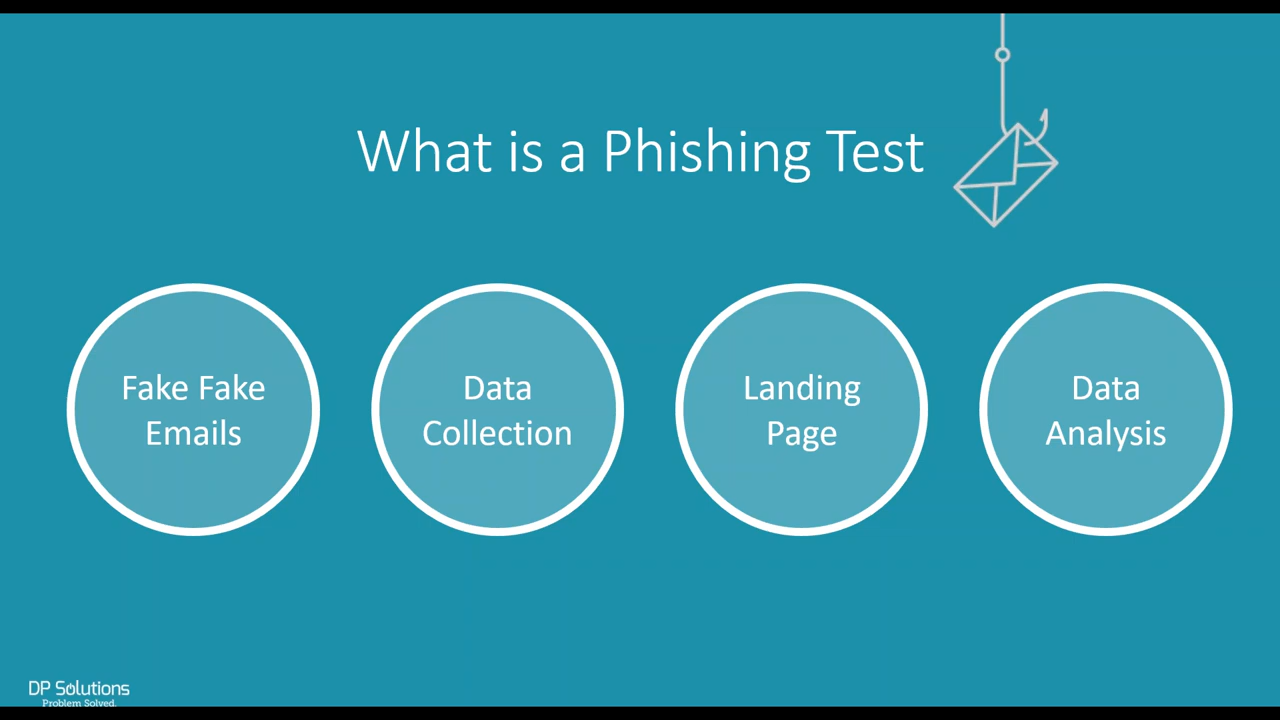 What is a Phishing Test
Fake Fake
Emails
Data
Collection
Landing
Page
Data
Analysis
DP Solutions
Problem Solved.